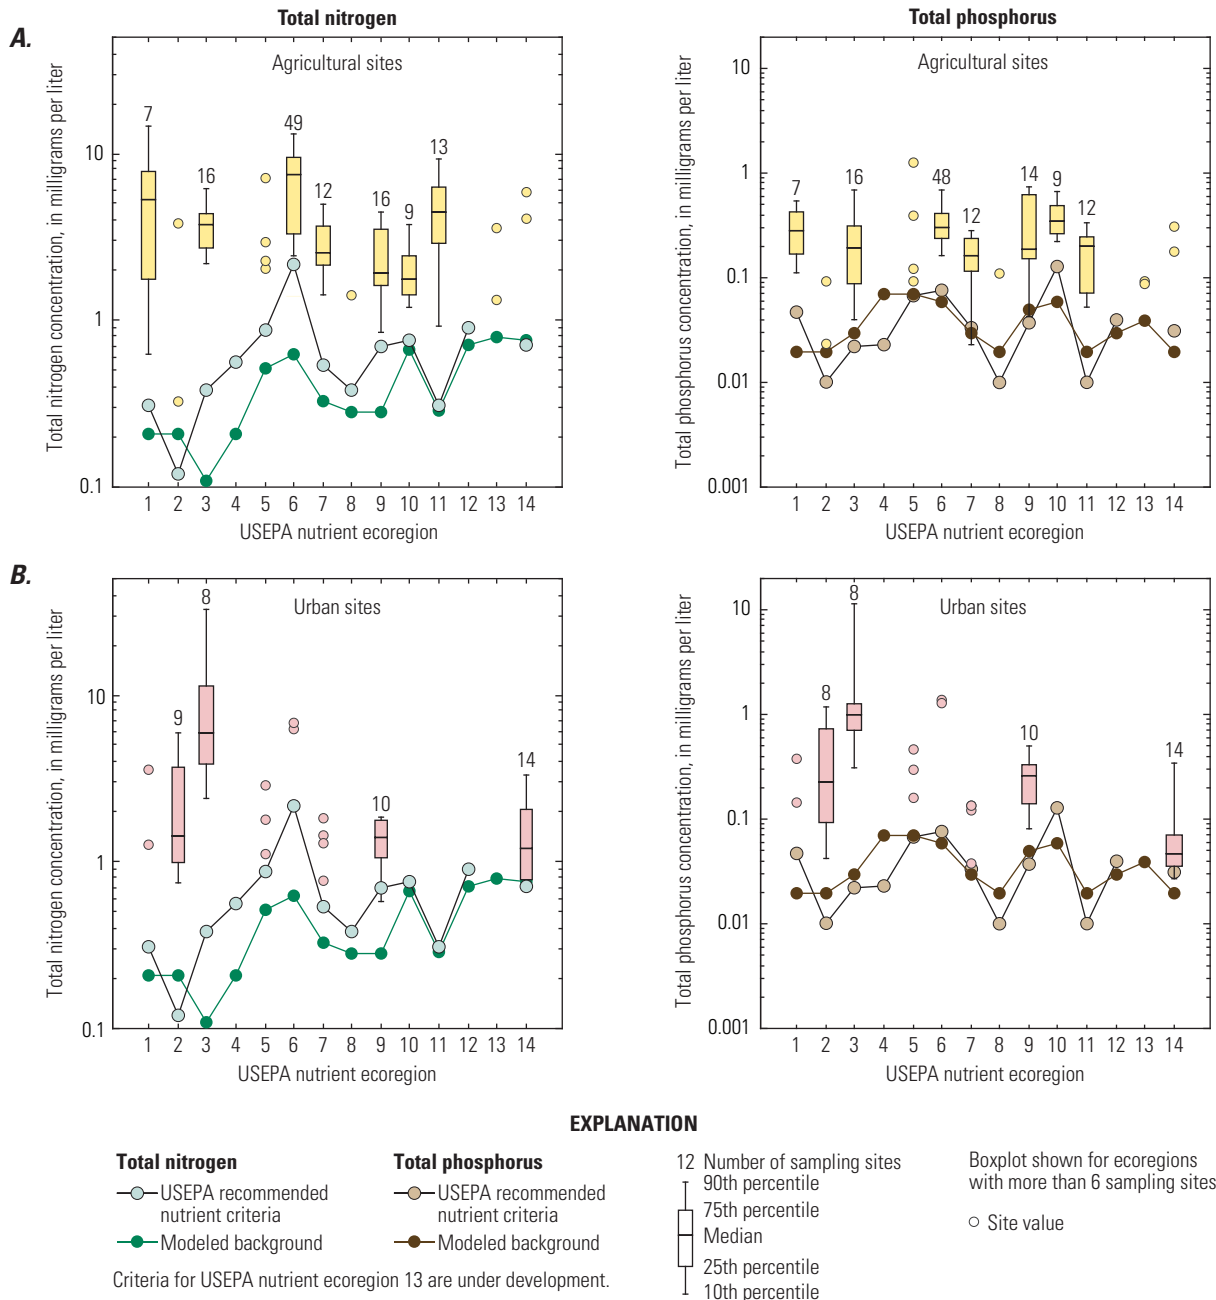 Total nitrogen
Total phosphorus
A.
Agricultural sites
Total nitrogen concentration, in milligrams per liter
10
1
0.1
7
16
49
12
16
9
13
1 2 3 4 5 6 7 8 9 10 11 12 13 14
USEPA nutrient ecoregion
Agricultural sites
Total phosphorus concentration, in milligrams per liter
10
1
0.1
0.01
0.001
7
16
48
12
14
9
12
1 2 3 4 5 6 7 8 9 10 11 12 13 14
USEPA nutrient ecoregion
B.
Urban sites
Total nitrogen concentration, in milligrams per liter
10
1
0.1
9
8
10
14
1 2 3 4 5 6 7 8 9 10 11 12 13 14
USEPA nutrient ecoregion
Urban sites
Total phosphorus concentration, in milligrams per liter
10
1
0.1
0.01
0.001
8
8
10
14
1 2 3 4 5 6 7 8 9 10 11 12 13 14
USEPA nutrient ecoregion
EXPLANATION
Total nitrogen
USEPA recommended
nutrient criteria
Modeled background
Total phosphorus
USEPA recommended
nutrient criteria
Modeled background
Criteria for USEPA nutrient ecoregion 13 are under development.
12 Number of sampling sites
90th percentile
75th percentile
Median
25th percentile
10th percentile
Boxplot shown for ecoregions
with more than 6 sampling sites
Site value